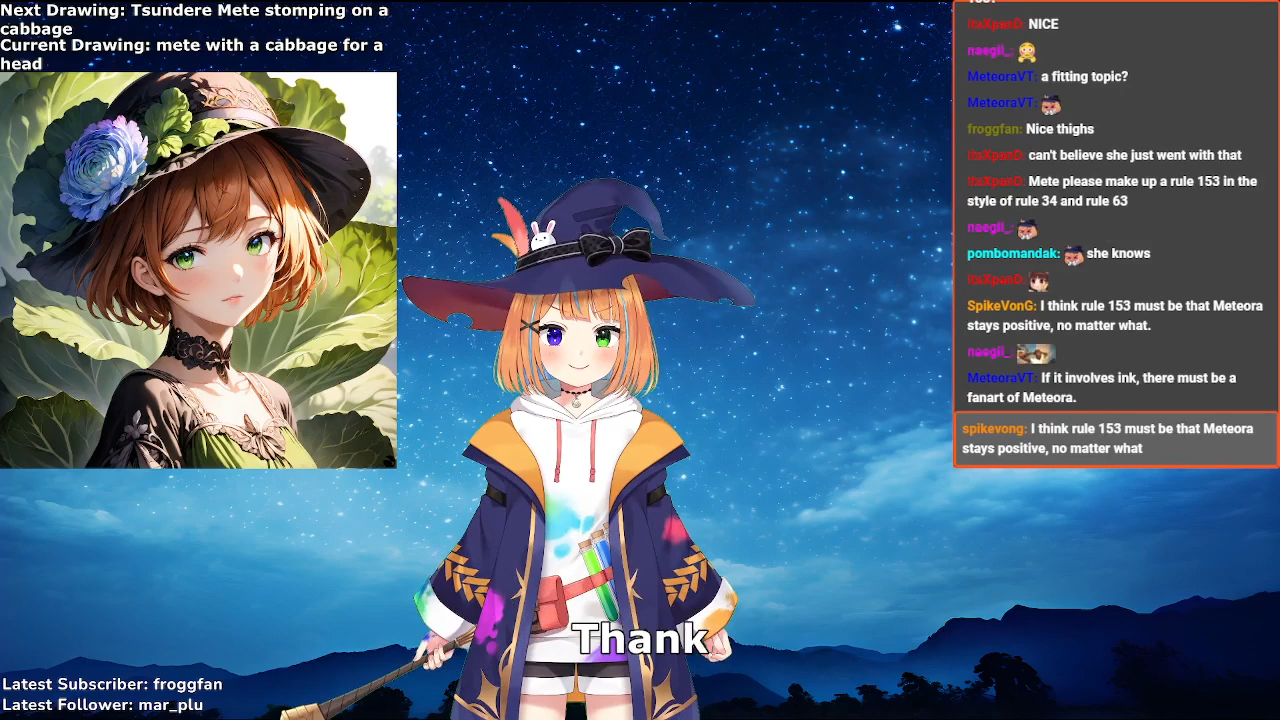 Next Drawing: Tsundere Mete stomping on a
cabbage
Current Drawing: mete with a cabbage for a
head
ItsXpanD: NICE
naegii_:
MeteoraVT: a fitting topic?
MeteoraVT:
froggfan: Nice thighs
ItsXpanD: can't believe she just went with that
ItsXpanD: Mete please make up a rule 153 in the
style of rule 34 and rule 63
naegii_:
pombomandak: she knows
ItsXpanD:
SpikeVonG: I think rule 153 must be that Meteora
stays positive, no matter what.
naegii_:
MeteoraVT: If it involves ink, there must be a
fanart of Meteora.
spikevong: I think rule 153 must be that Meteora
stays positive, no matter what
Thank
Latest Subscriber: froggfan
Latest Follower: mar_plu